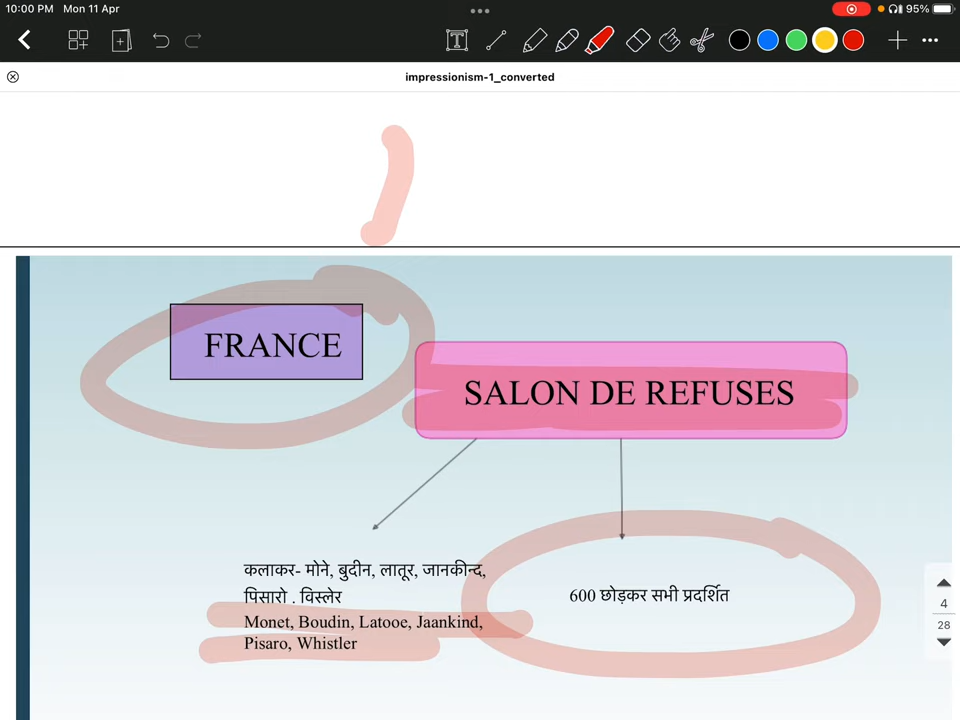 10:00 PM Mon 11 Apr
95%
impressionism-1_converted
FRANCE
SALON DE REFUSES
कलाकर- मोने, बुदीन, लातूर, जानकीन्द,
पिसारो . विस्लेर
Monet, Boudin, Latooe, Jaankind,
Pisaro, Whistler
600 छोड़कर सभी प्रदर्शित
4
28